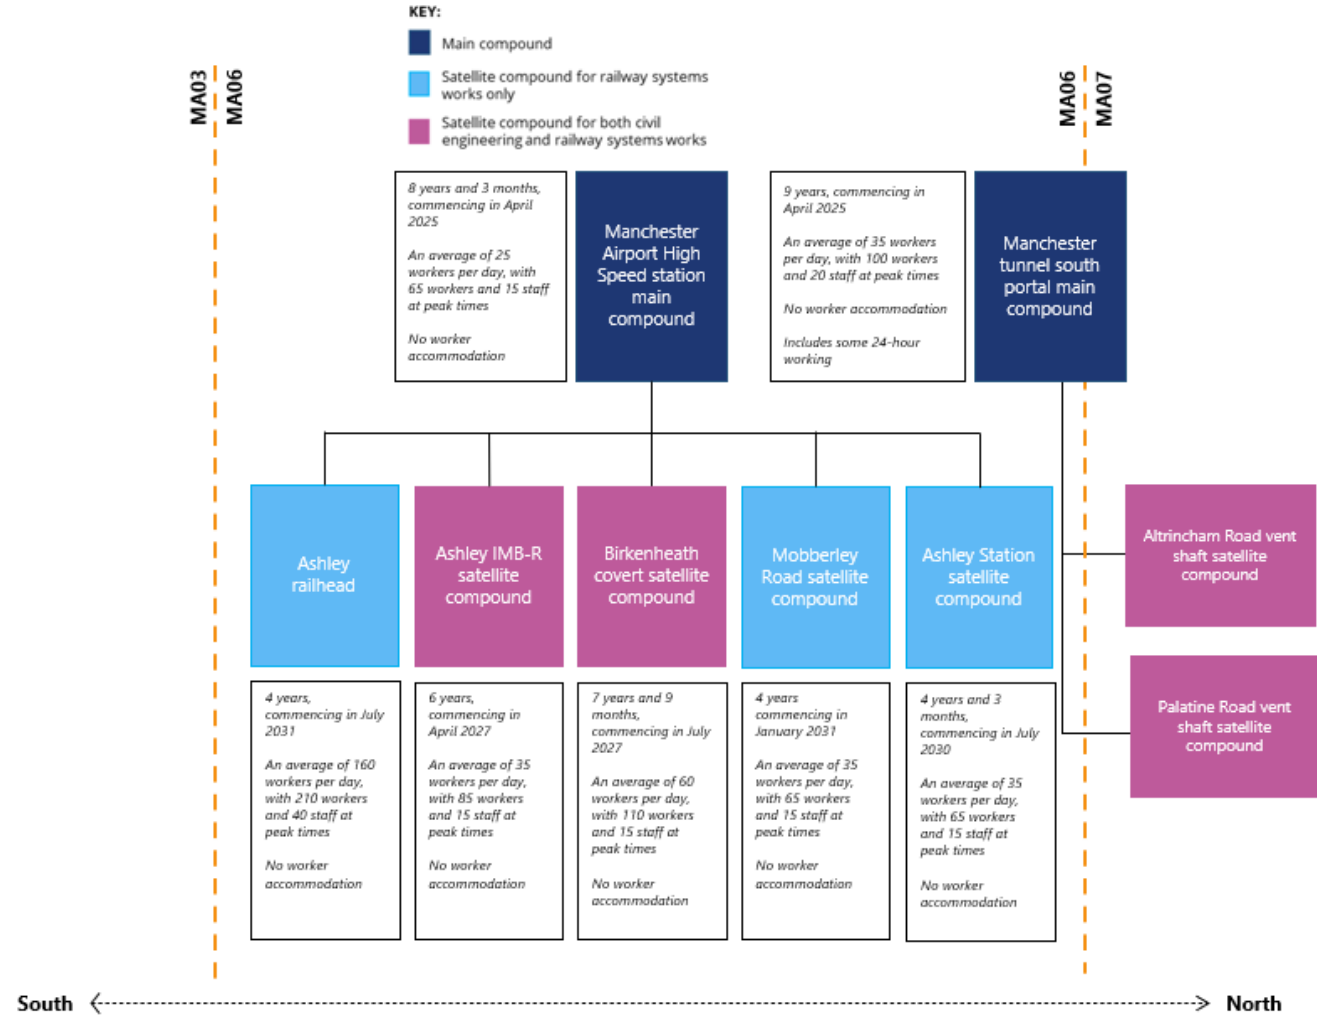 KEY:
Main compound
Satellite compound for railway systems
works only
Satellite compound for both civil
engineering and railway systems works
MA03
MA06
MA06
MA07
8 years and 3 months,
commencing in April
2025
An average of 25
workers per day, with
65 workers and 15 staff
at peak times
No worker
accommodation
Manchester
Airport High
Speed station
main
compound
9 years, commencing in
April 2025
An average of 35 workers
per day, with 100 workers
and 20 staff at peak times
No worker accommodation
Includes some 24-hour
working
Manchester
tunnel south
portal main
compound
Ashley
railhead
Ashley IMB-R
satellite
compound
Birkenheath
covert satellite
compound
Mobberley
Road satellite
compound
Ashley Station
satellite
compound
Altrincham Road vent
shaft satellite
compound
Palatine Road vent
shaft satellite
compound
4 years,
commencing in July
2031
An average of 160
workers per day,
with 210 workers
and 40 staff at
peak times
No worker
accommodation
6 years,
commencing in
April 2027
An average of 35
workers per day,
with 85 workers
and 15 staff at
peak times
No worker
accommodation
7 years and 9
months,
commencing in July
2027
An average of 60
workers per day,
with 110 workers
and 15 staff at
peak times
No worker
accommodation
4 years
commencing in
January 2031
An average of 35
workers per day,
with 65 workers
and 15 staff at
peak times
No worker
accommodation
4 years and 3
months,
commencing in July
2030
An average of 35
workers per day,
with 65 workers
and 15 staff at
peak times
No worker
accommodation
South
North